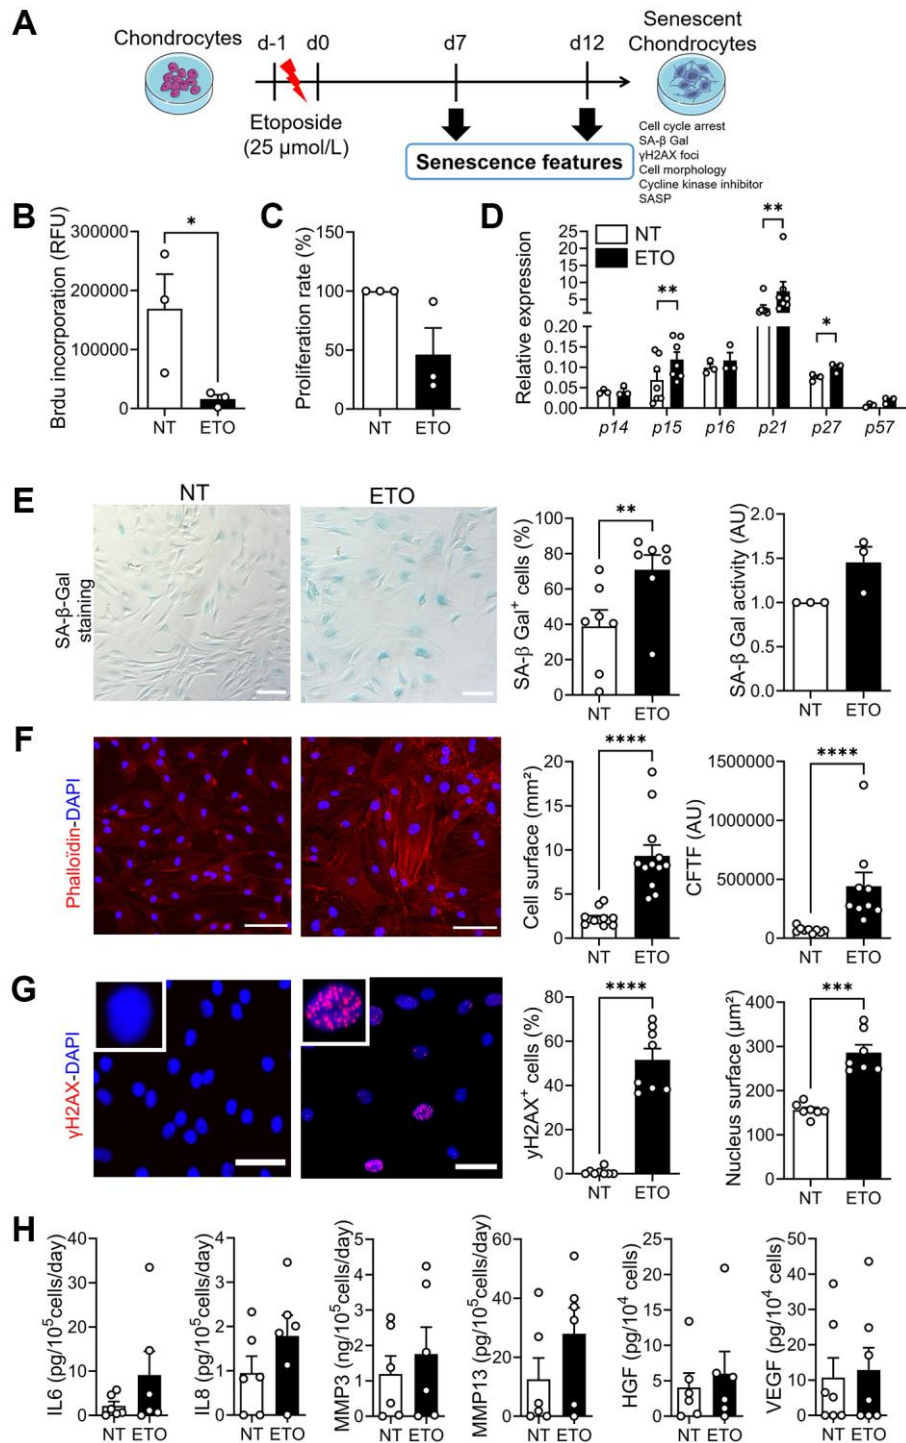 A
Chondrocytes
d-1
d0
d7
d12
Senescent
Chondrocytes
Etoposide
(25 µmol/L)
Senescence features
Cell cycle arrest
SA-β Gal
γH2AX foci
Cell morphology
Cycline kinase inhibitor
SASP
B
Brdu incorporation (RFU)
300000
200000
100000
0
*
NT
ETO
C
Proliferation rate (%)
150
100
50
0
NT
ETO
D
Relative expression
NT
ETO
25
20
15
10
5
0.20
0.15
0.10
0.05
0.00
**
**
*
p14
p15
p16
p21
p27
p57
E
NT
ETO
SA-β-Gal
staining
SA-β Gal⁺ cells (%)
100
80
60
40
20
0
**
NT
ETO
SA-β Gal activity (AU)
2.0
1.5
1.0
0.5
0.0
NT
ETO
F
Phalloïdin-DAPI
Cell surface (mm²)
20
15
10
5
0
****
NT
ETO
CFTF
(AU)
1500000
1000000
500000
0
****
NT
ETO
G
γH2AX-DAPI
γH2AX⁺ cells (%)
80
60
40
20
0
****
NT
ETO
Nucleus surface (µm²)
400
300
200
100
0
***
NT
ETO
H
IL6 (pg/10⁵cells/day)
40
30
20
10
0
NT ETO
IL8 (pg/10⁵cells/day)
4
3
2
1
0
NT ETO
MMP3 (ng/10⁵cells/day)
5
4
3
2
1
0
NT ETO
MMP13 (pg/10⁵cells/day)
60
40
20
0
NT ETO
HGF (pg/10⁴ cells)
25
20
15
10
5
0
NT ETO
VEGF (pg/10⁴ cells)
50
40
30
20
10
0
NT ETO